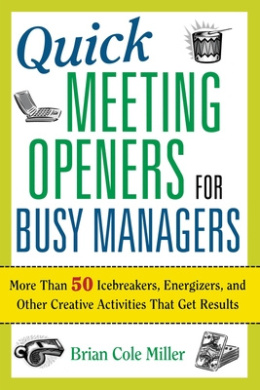 Quick
MEETING
OPENERS FOR
BUSY MANAGERS
More Than 50 Icebreakers, Energizers, and
Other Creative Activities That Get Results
Brian Cole Miller